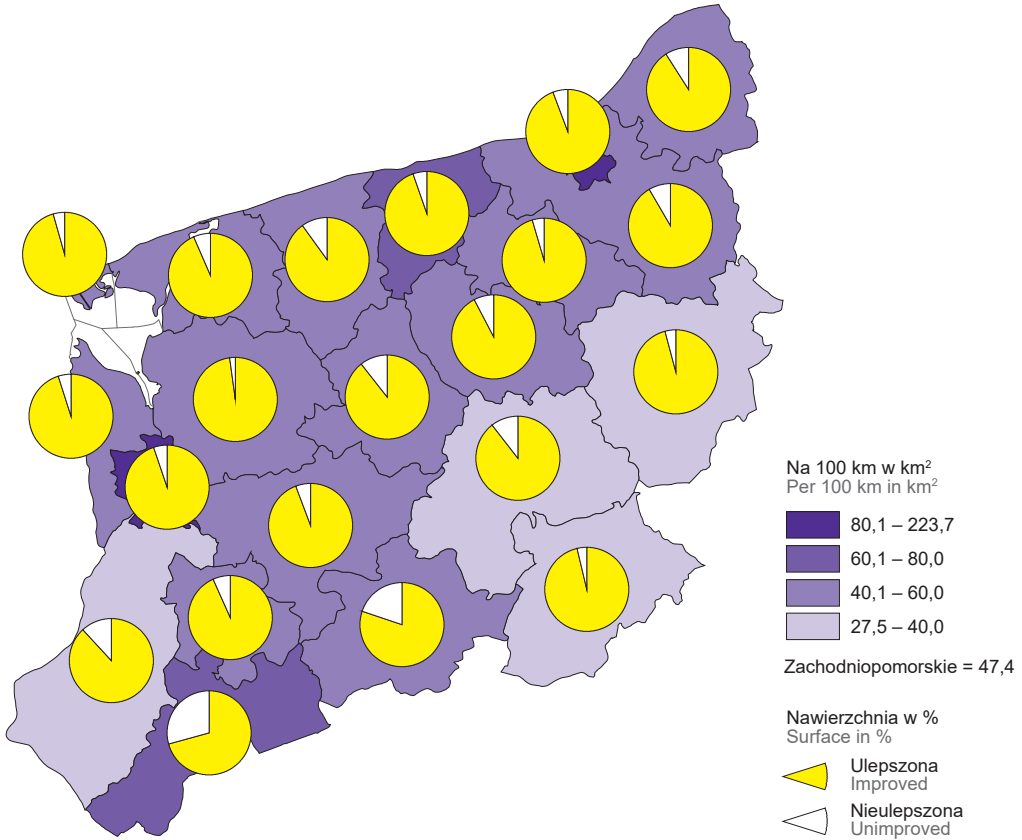 Na 100 km w km²
Per 100 km in km²
80,1 – 223,7
60,1 – 80,0
40,1 – 60,0
27,5 – 40,0
Zachodniopomorskie = 47,4
Nawierzchnia w %
Surface in %
Ulepszona
Improved
Nieulepszona
Unimproved